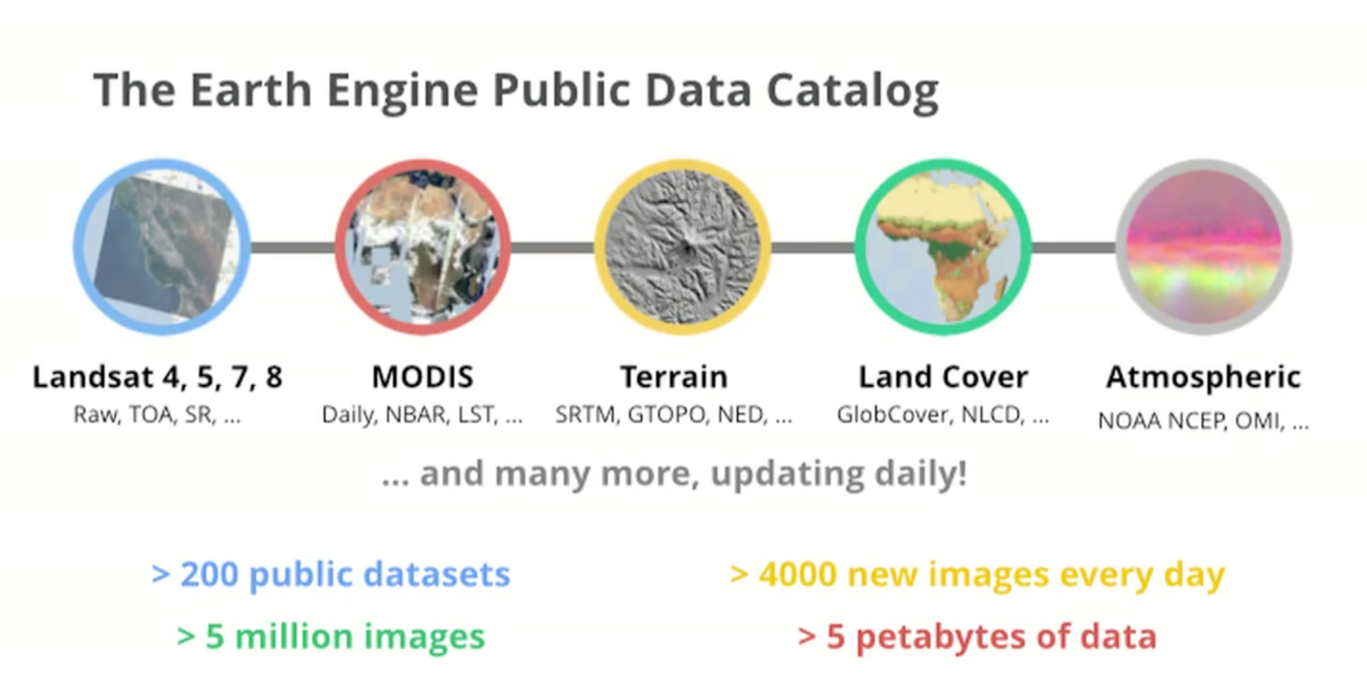 The Earth Engine Public Data Catalog
Landsat 4, 5, 7, 8
Raw, TOA, SR, ...
MODIS
Daily, NBAR, LST, ...
Terrain
SRTM, GTOPO, NED, ...
Land Cover
GlobCover, NLCD, ...
Atmospheric
NOAA NCEP, OMI, ...
... and many more, updating daily!
> 200 public datasets
> 4000 new images every day
> 5 million images
> 5 petabytes of data